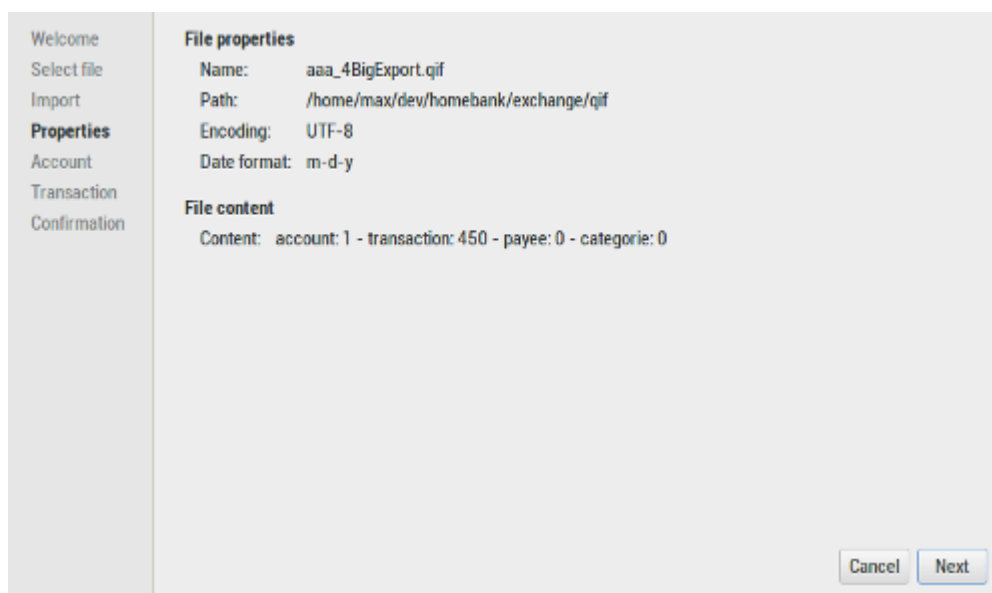 Welcome
Select file
Import
Properties
Account
Transaction
Confirmation
File properties
Name: aaa_4BigExport.qif
Path: /home/max/dev/homebank/exchange/qif
Encoding: UTF-8
Date format: m-d-y
File content
Content: account: 1 - transaction: 450 - payee: 0 - categorie: 0
Cancel Next